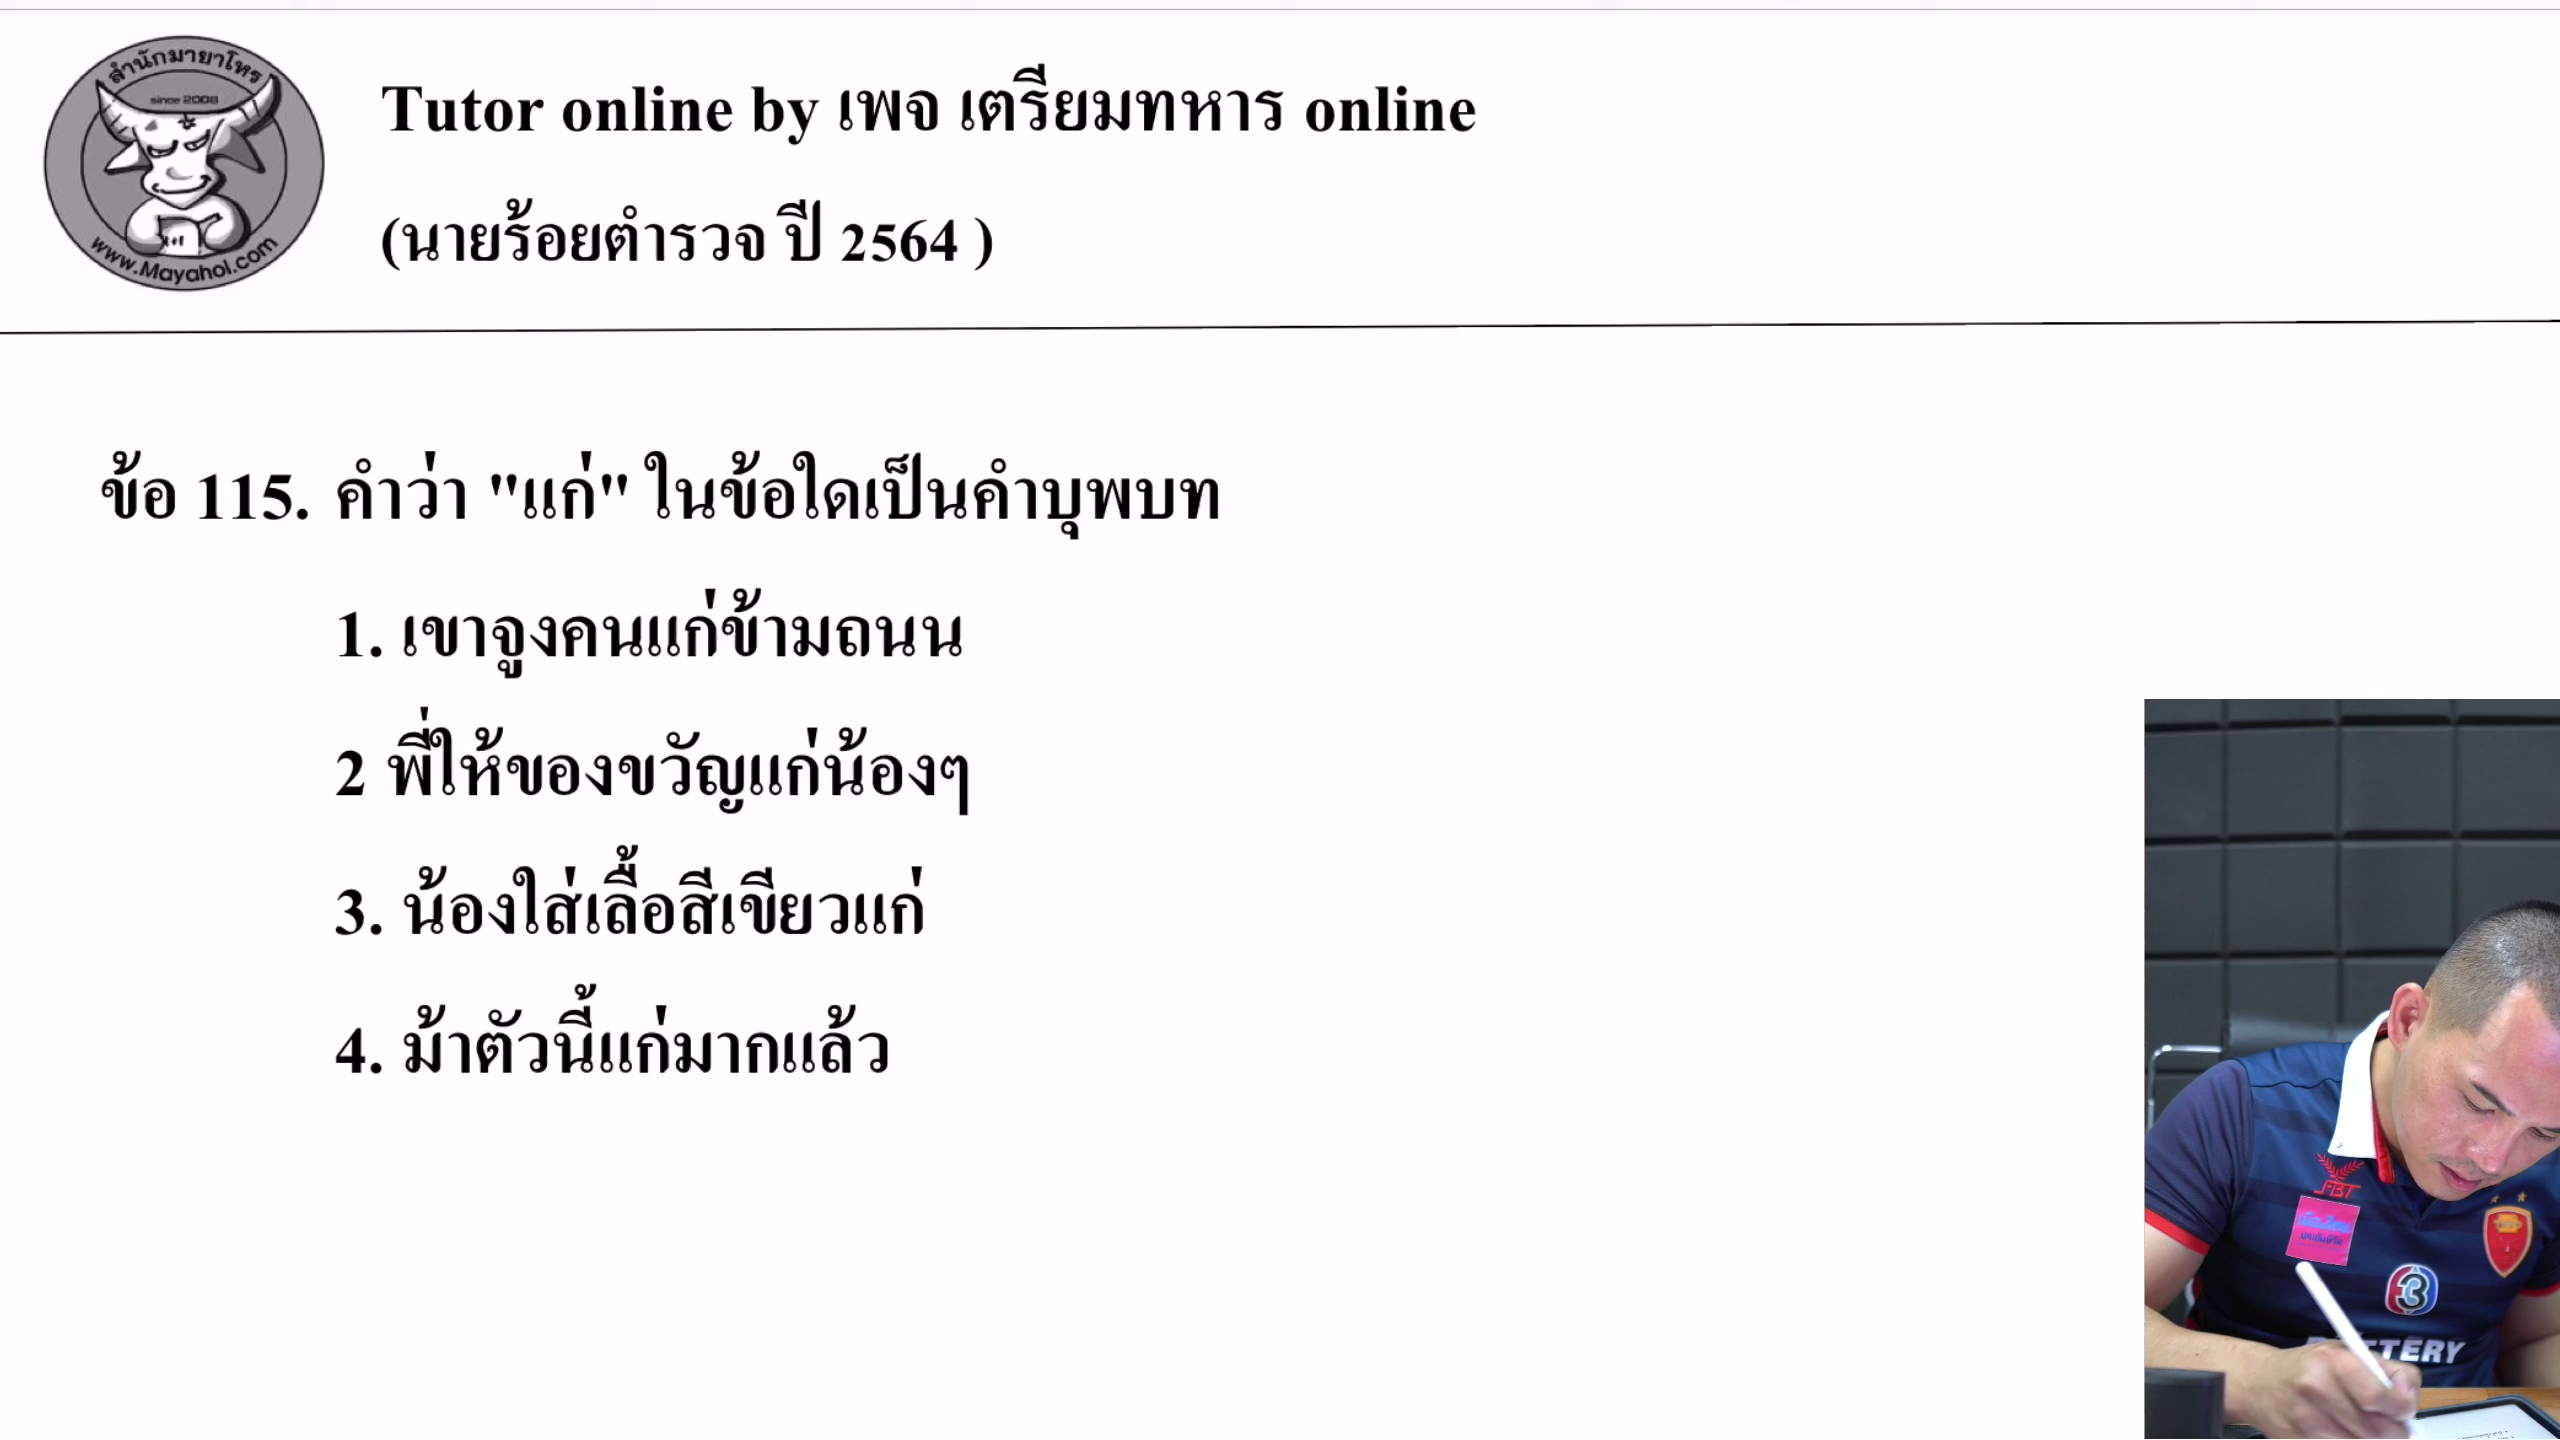 สำนักมายาโหร
since 2008
www.Mayahol.com
Tutor online by เพจ เตรียมทหาร online
(นายร้อยตำรวจ ปี 2564 )
ข้อ 115. คำว่า "แก่" ในข้อใดเป็นคำบุพบท
1. เขาจูงคนแก่ข้ามถนน
2 พี่ให้ของขวัญแก่น้องๆ
3. น้องใส่เสื้อสีเขียวแก่
4. ม้าตัวนี้แก่มากแล้ว
FBT
3